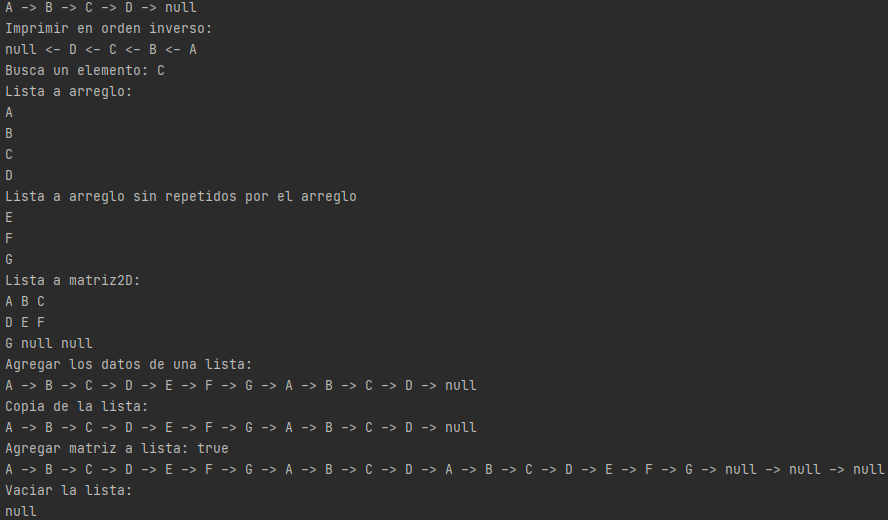 A -> B -> C -> D -> null
Imprimir en orden inverso:
null <- D <- C <- B <- A
Busca un elemento: C
Lista a arreglo:
A
B
C
D
Lista a arreglo sin repetidos por el arreglo
E
F
G
Lista a matriz2D:
A B C
D E F
G null null
Agregar los datos de una lista:
A -> B -> C -> D -> E -> F -> G -> A -> B -> C -> D -> null
Copia de la lista:
A -> B -> C -> D -> E -> F -> G -> A -> B -> C -> D -> null
Agregar matriz a lista: true
A -> B -> C -> D -> E -> F -> G -> A -> B -> C -> D -> A -> B -> C -> D -> E -> F -> G -> null -> null -> null
Vaciar la lista:
null